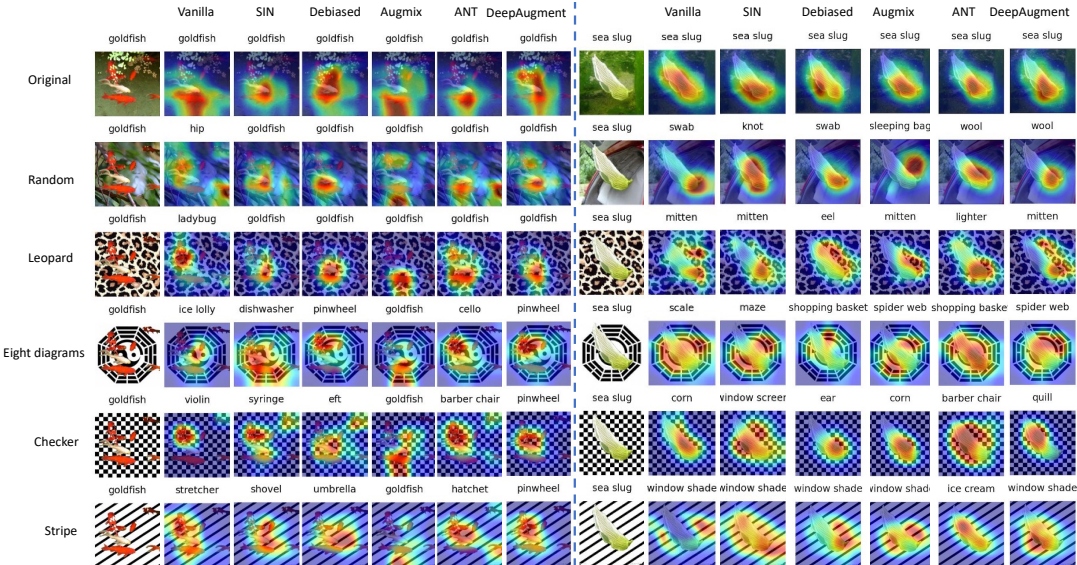 Vanilla SIN Debiased Augmix ANT DeepAugment Vanilla SIN Debiased Augmix ANT DeepAugment
goldfish goldfish goldfish goldfish goldfish goldfish goldfish sea slug sea slug sea slug sea slug sea slug sea slug sea slug
Original
goldfish hip goldfish goldfish goldfish goldfish goldfish sea slug swab knot swab sleeping bag wool wool
Random
goldfish ladybug goldfish goldfish goldfish goldfish goldfish sea slug mitten mitten eel mitten lighter mitten
Leopard
goldfish ice lolly dishwasher pinwheel goldfish cello pinwheel sea slug scale maze shopping basket spider web shopping baske spider web
Eight diagrams
goldfish violin syringe eft goldfish barber chair pinwheel sea slug corn window screen ear corn barber chair quill
Checker
goldfish stretcher shovel umbrella goldfish hatchet pinwheel sea slug window shade window shade window shade window shade ice cream window shade
Stripe